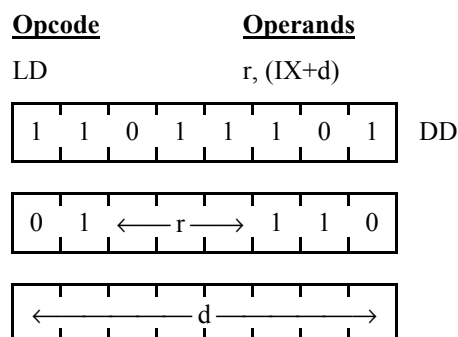 Opcode Operands
LD r, (IX+d)
1 1 0 1 1 1 0 1 DD
0 1 r 1 1 0
d